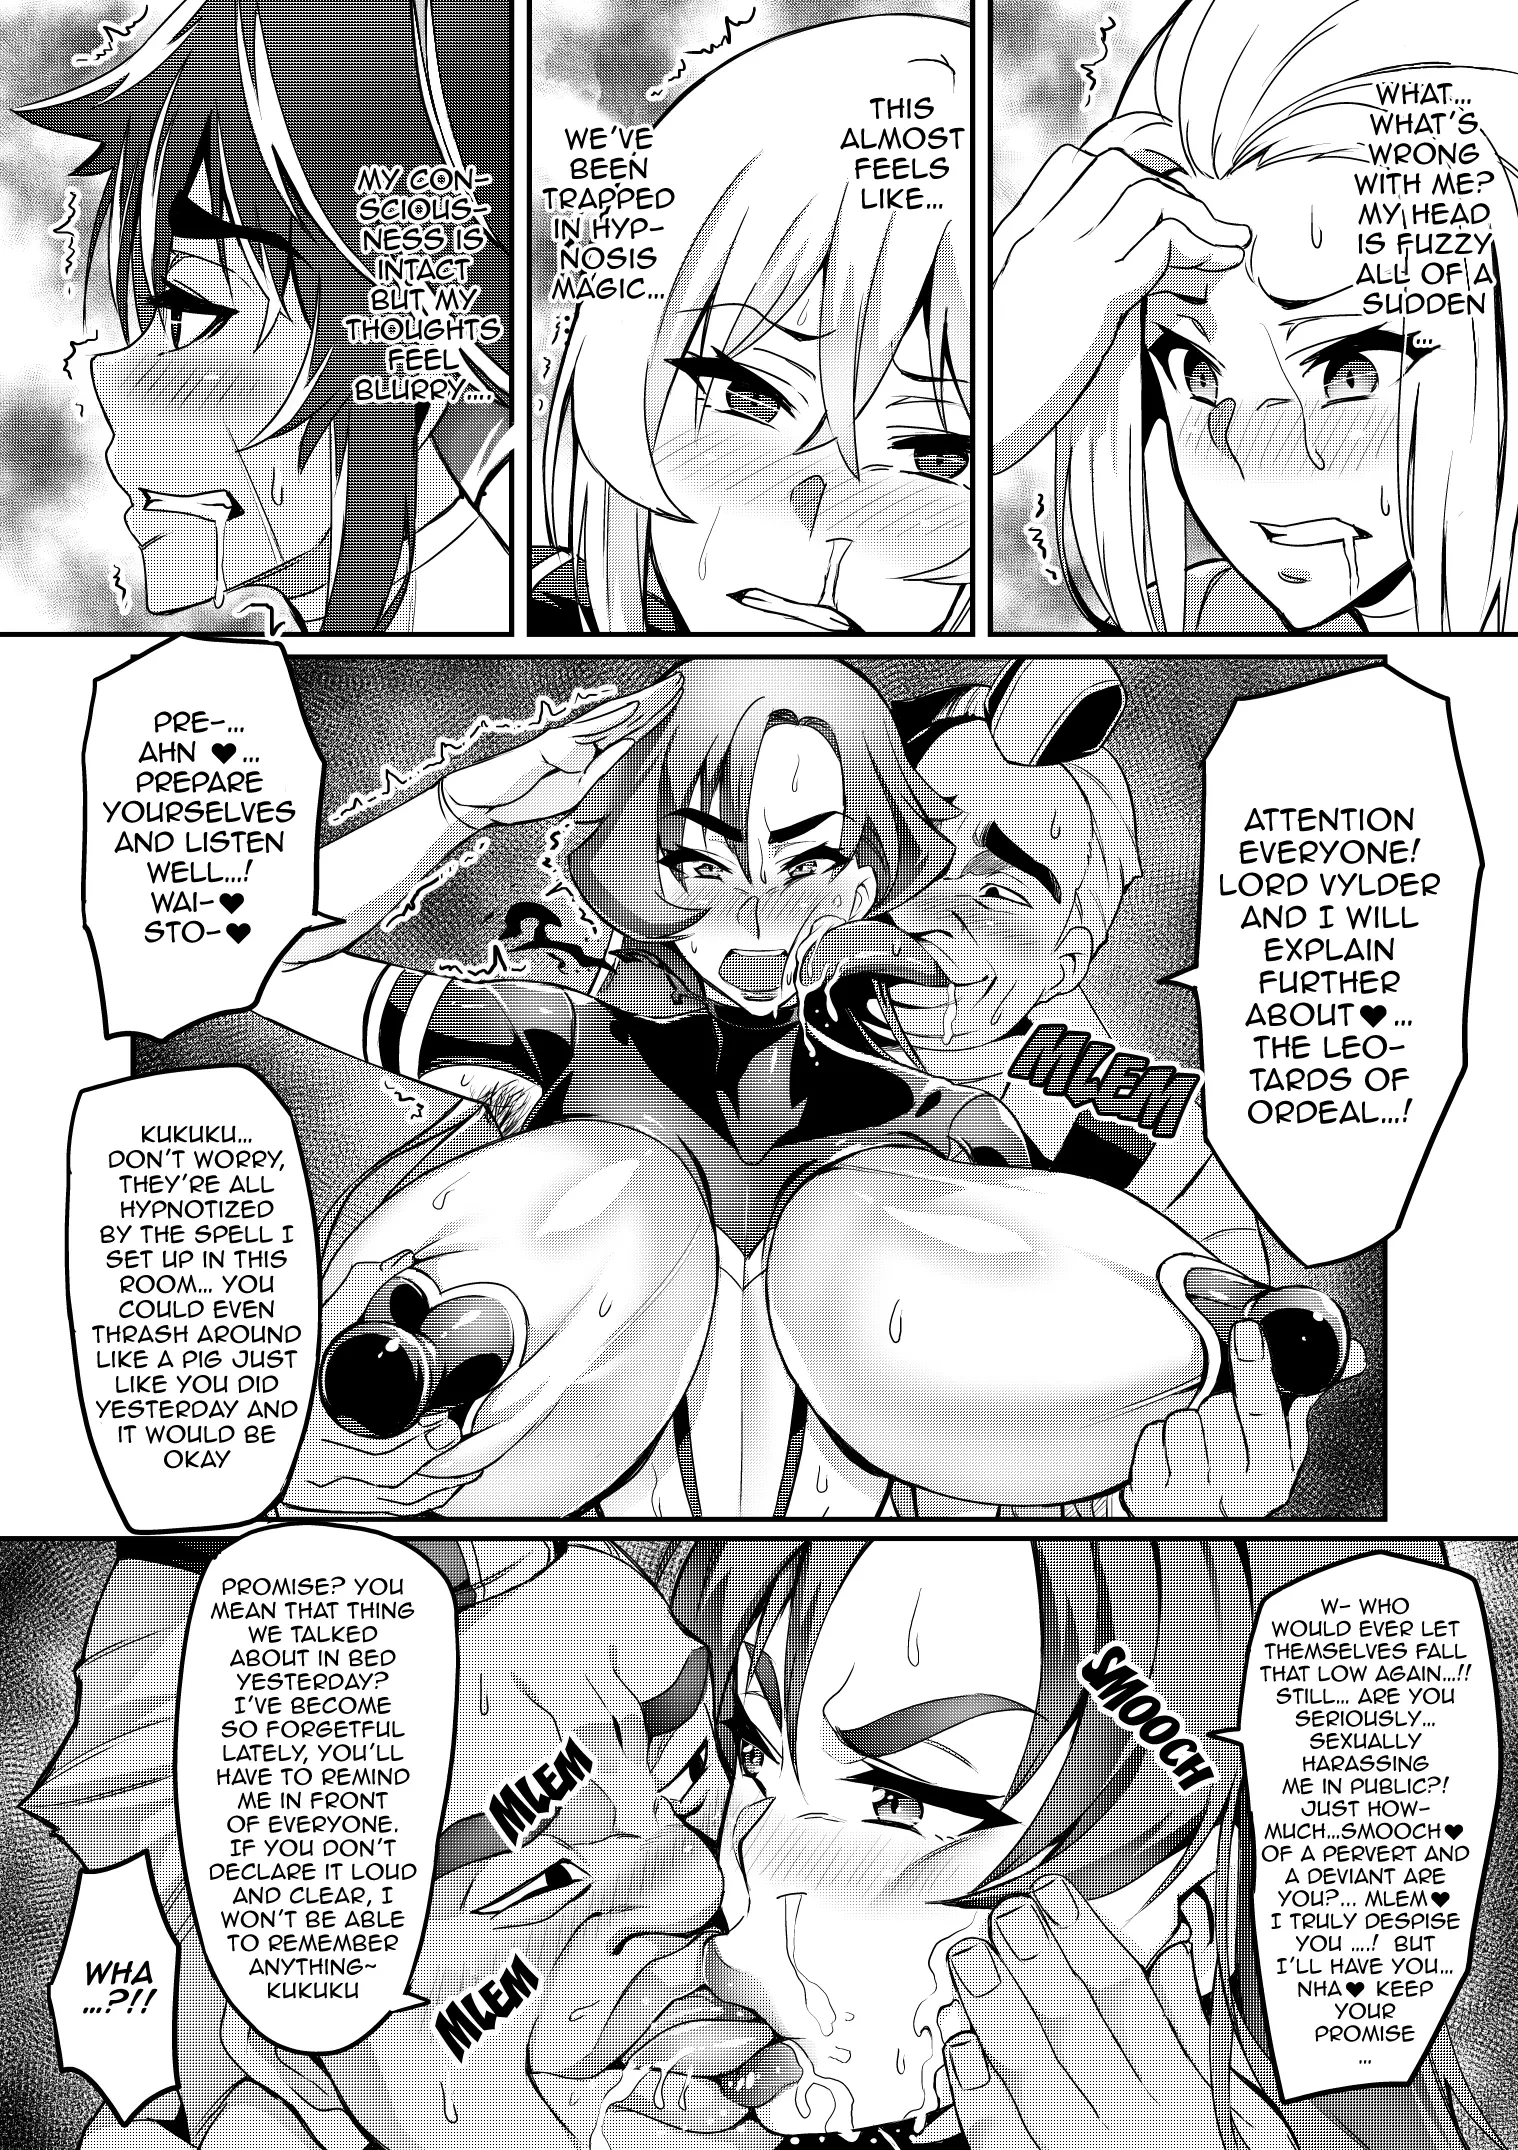 WHAT...
WHAT'S
WRONG
WITH ME?
MY HEAD
IS FUZZY
ALL OF A
SUDDEN
...
THIS
ALMOST
FEELS
LIKE...
WE'VE
BEEN
TRAPPED
IN HYP-
NOSIS
MAGIC...
MY CON-
SCIOUS-
NESS IS
INTACT
BUT MY
THOUGHTS
FEEL
BLURRY....
ATTENTION
EVERYONE!
LORD VYLDER
AND I WILL
EXPLAIN
FURTHER
ABOUT♥...
THE LEO-
TARDS OF
ORDEAL...!
MLEM
PRE-...
AHN ♥...
PREPARE
YOURSELVES
AND LISTEN
WELL...!
WAI-♥
STO-♥
KUKUKU...
DON'T WORRY,
THEY'RE ALL
HYPNOTIZED
BY THE SPELL I
SET UP IN THIS
ROOM... YOU
COULD EVEN
THRASH AROUND
LIKE A PIG JUST
LIKE YOU DID
YESTERDAY AND
IT WOULD BE
OKAY
W- WHO
WOULD EVER LET
THEMSELVES FALL
THAT LOW AGAIN...!!
STILL... ARE YOU
SERIOUSLY...
SEXUALLY
HARASSING
ME IN PUBLIC?!
JUST HOW-
MUCH...SMOOCH♥
OF A PERVERT AND
A DEVIANT ARE
YOU?... MLEM♥
I TRULY DESPISE
YOU ....! BUT
I'LL HAVE YOU...
NHA♥ KEEP
YOUR
PROMISE
...
SMOOCH
MLEM
MLEM
PROMISE? YOU
MEAN THAT THING
WE TALKED
ABOUT IN BED
YESTERDAY?
I'VE BECOME
SO FORGETFUL
LATELY, YOU'LL
HAVE TO REMIND
ME IN FRONT
OF EVERYONE.
IF YOU DON'T
DECLARE IT LOUD
AND CLEAR, I
WON'T BE ABLE
TO REMEMBER
ANYTHING~
KUKUKU
WHA
...?!!